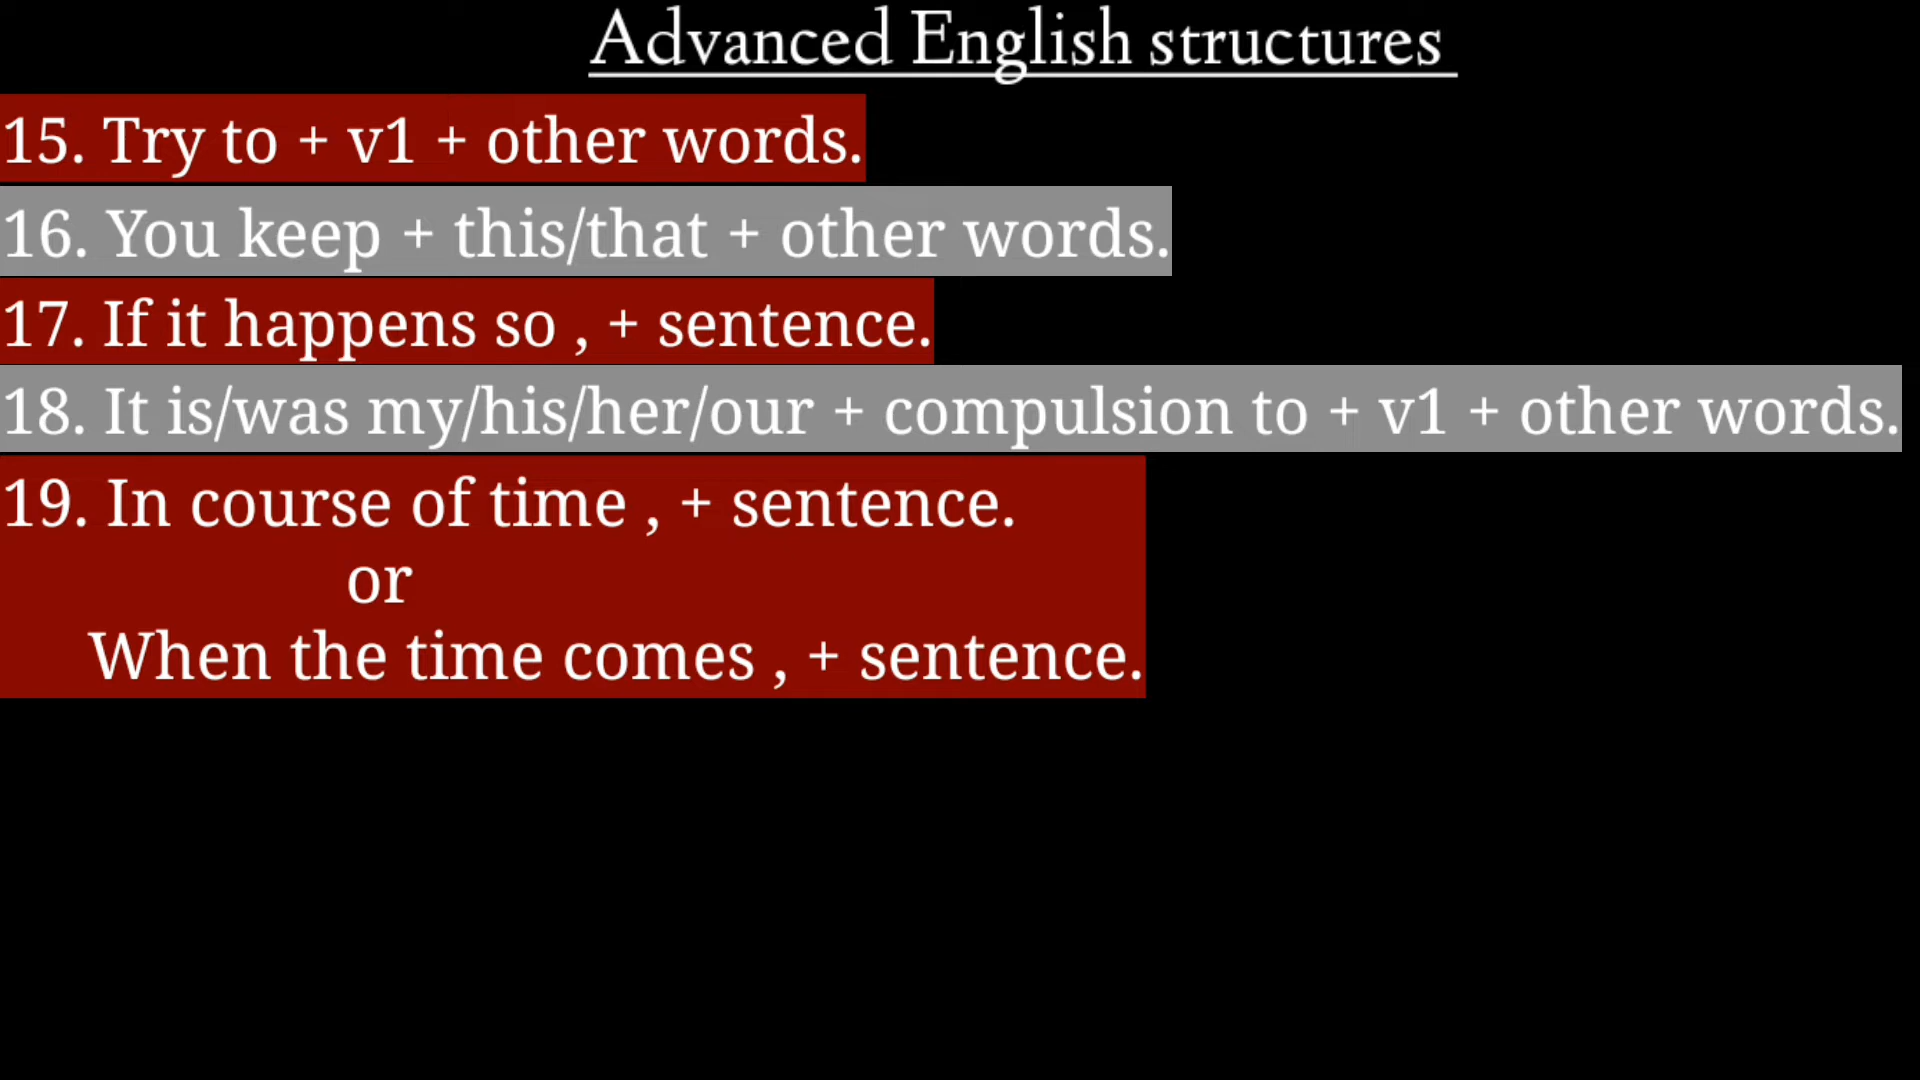 Advanced English structures
15. Try to + v1 + other words.
16. You keep + this/that + other words.
17. If it happens so , + sentence.
18. It is/was my/his/her/our + compulsion to + v1 + other words.
19. In course of time , + sentence.
or
When the time comes , + sentence.